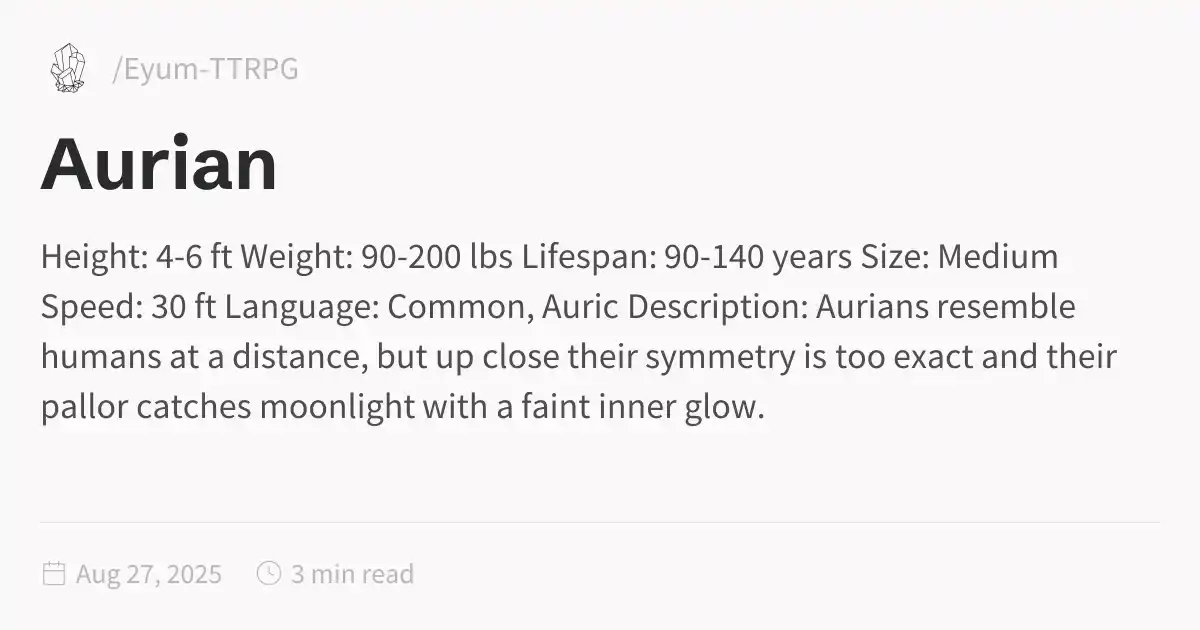 /Eyum-TTRPG
Aurian
Height: 4-6 ft Weight: 90-200 lbs Lifespan: 90-140 years Size: Medium
Speed: 30 ft Language: Common, Auric Description: Aurians resemble
humans at a distance, but up close their symmetry is too exact and their
pallor catches moonlight with a faint inner glow.
Aug 27, 2025 3 min read